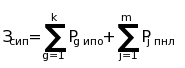 Зсип = k∑g=1 Pg ипо + m∑j=1 Pj пнл